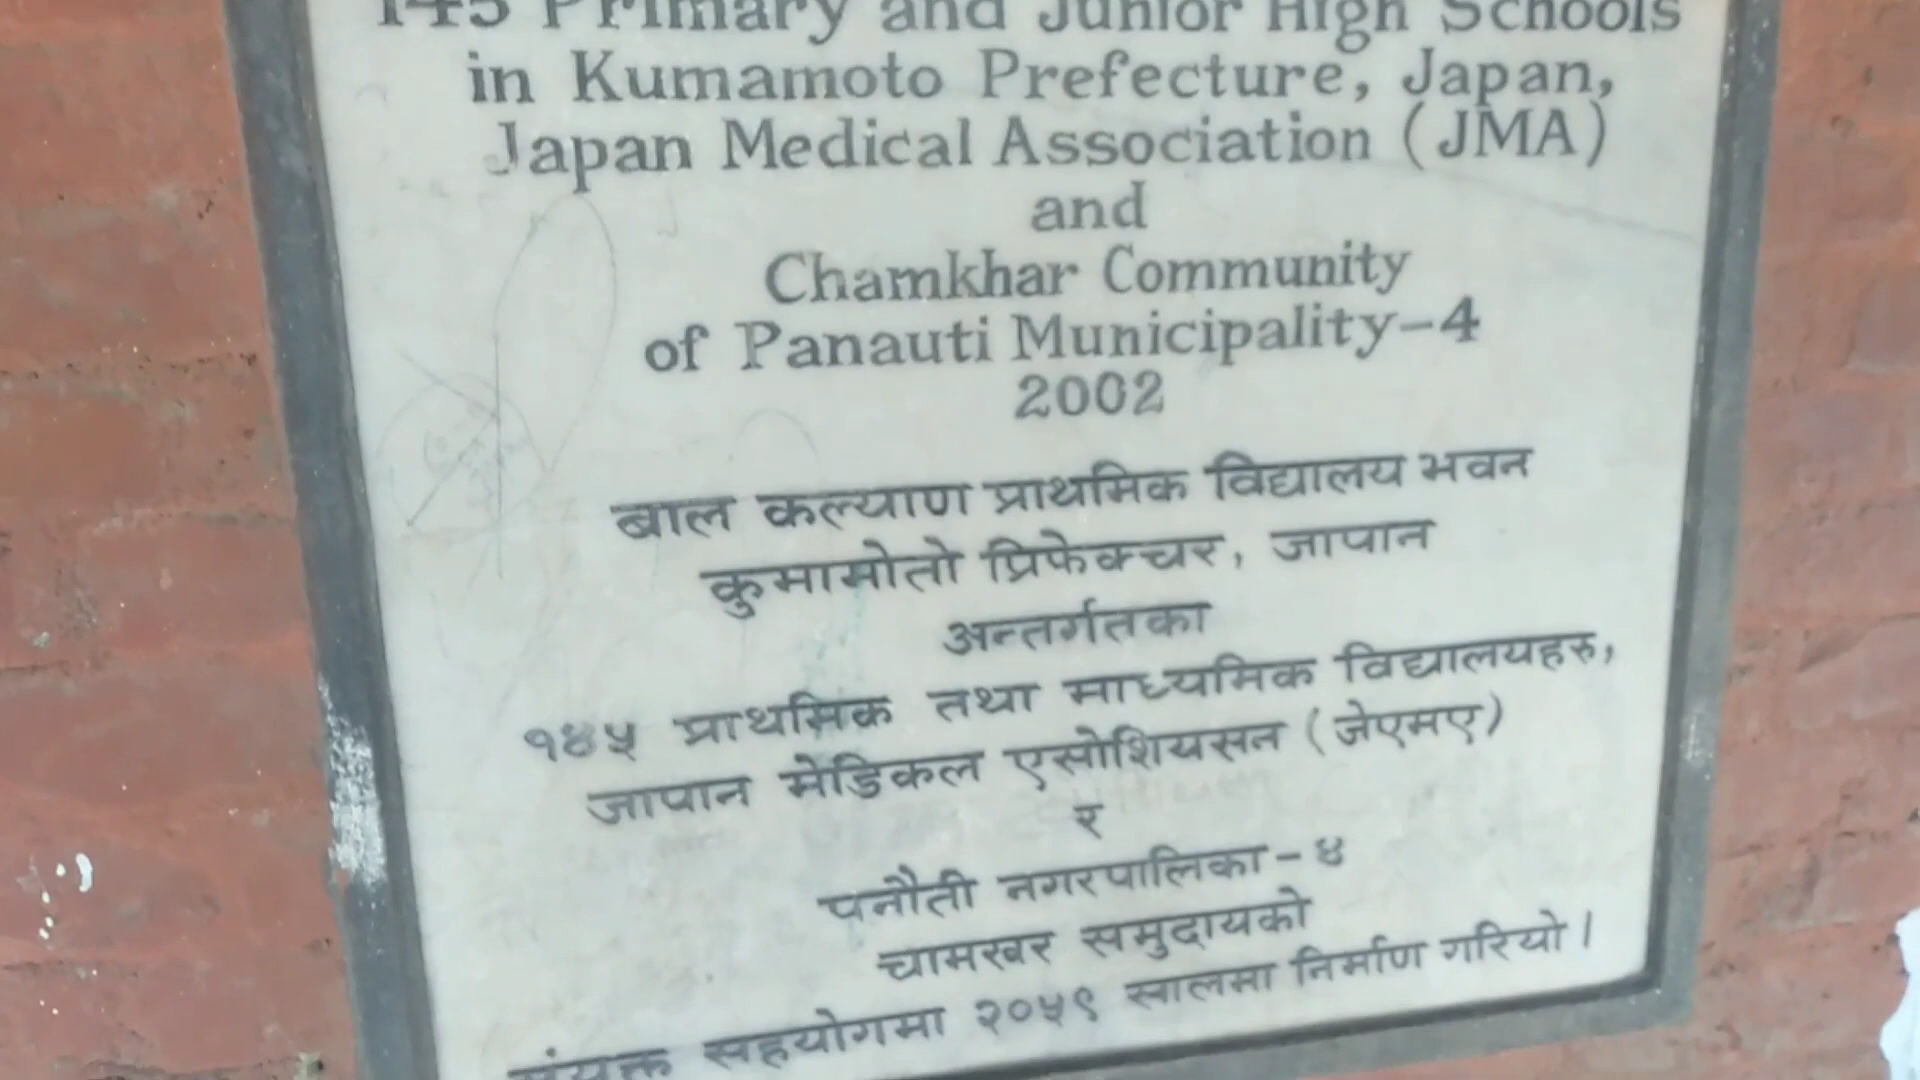 145 Primary and Junior High Schools
in Kumamoto Prefecture, Japan,
Japan Medical Association (JMA)
and
Chamkhar Community
of Panauti Municipality-4
2002
बाल कल्याण प्राथमिक विद्यालय भवन
कुमामोतो प्रिफेक्चर, जापान
अन्तर्गतका
१४५ प्राथमिक तथा माध्यमिक विद्यालयहरु,
जापान मेडिकल एसोशियसन (जेएमए)
र
पनौती नगरपालिका-४
चामखर समुदायको
संयुक्त सहयोगमा २०५९ सालमा निर्माण गरियो।